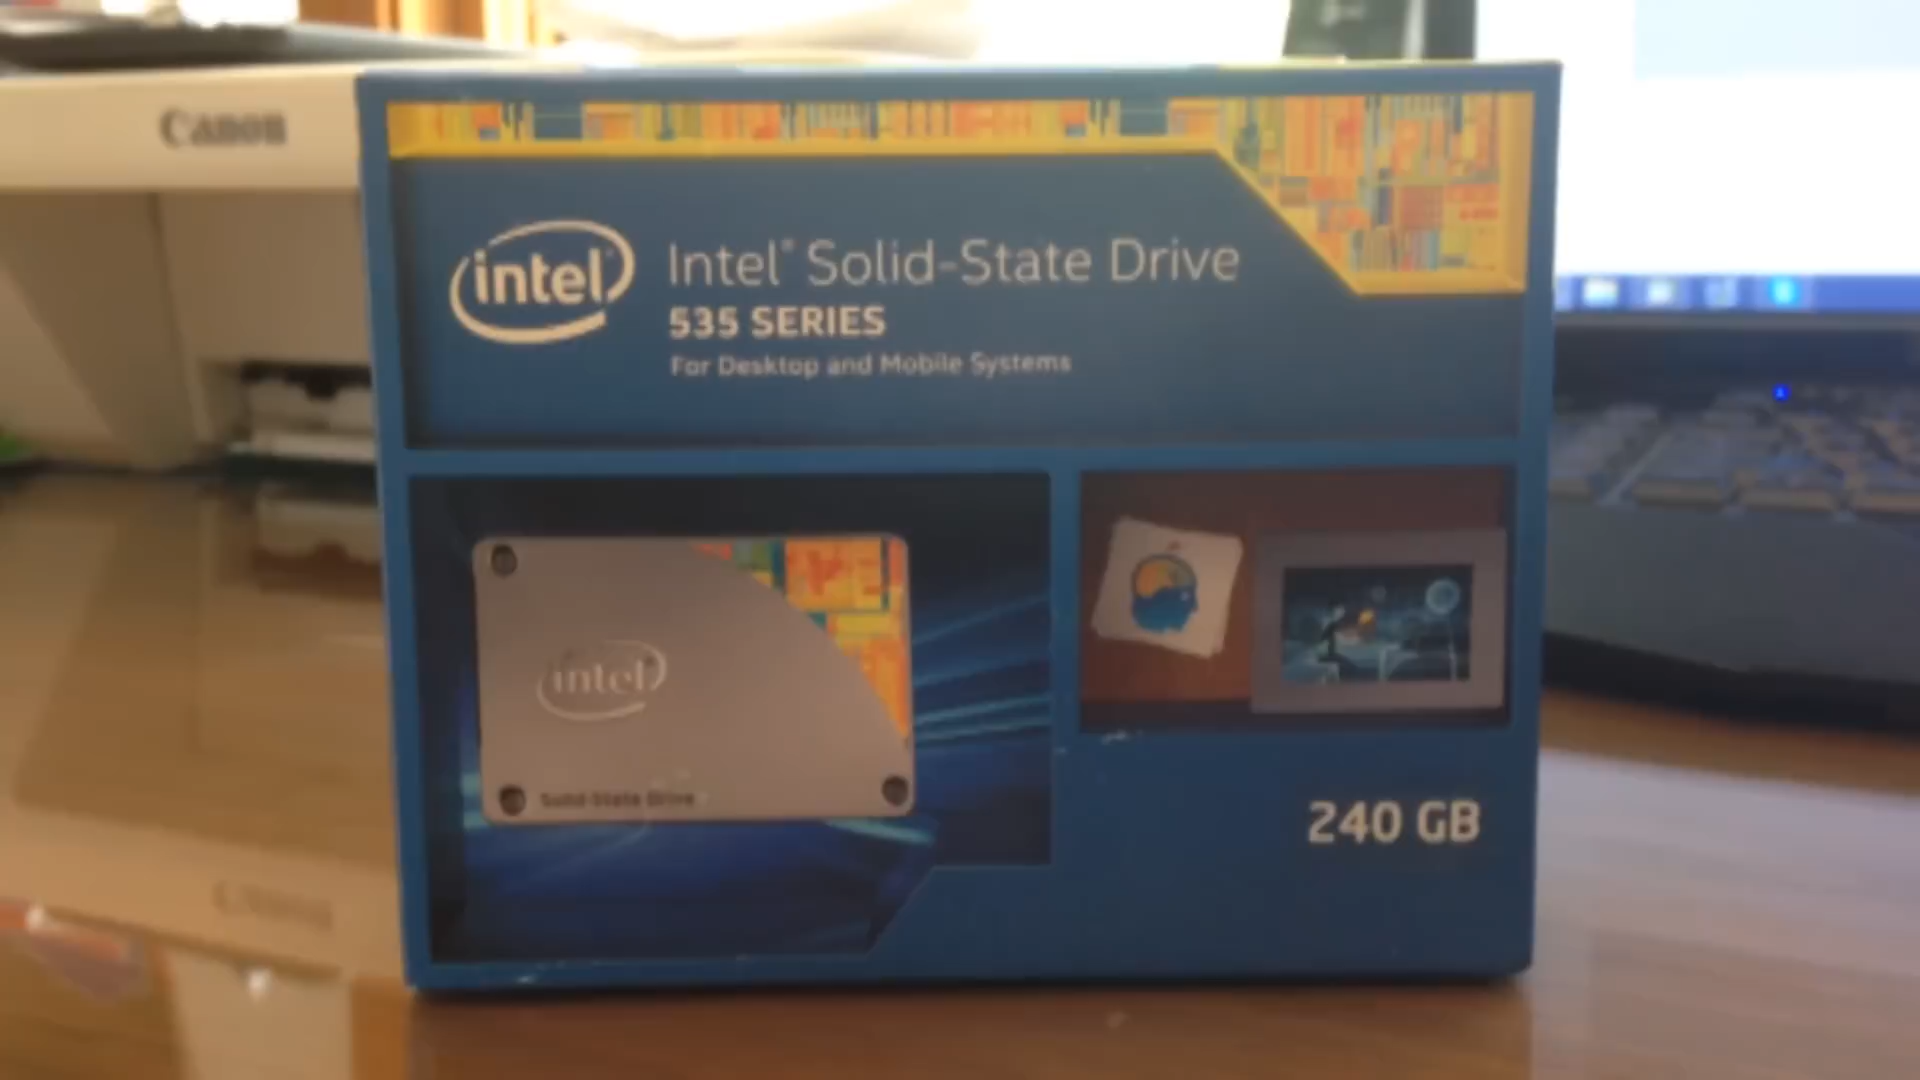 Canon
intel
Intel® Solid-State Drive
535 SERIES
For Desktop and Mobile Systems
intel
Solid-State Drive
240 GB
Canon